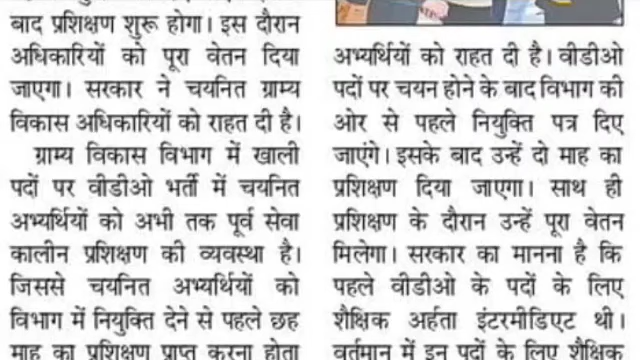 बाद प्रशिक्षण शुरू होगा। इस दौरान
अधिकारियों को पूरा वेतन दिया
जाएगा। सरकार ने चयनित ग्राम्य
विकास अधिकारियों को राहत दी है।
ग्राम्य विकास विभाग में खाली
पदों पर वीडीओ भर्ती में चयनित
अभ्यर्थियों को अभी तक पूर्व सेवा
कालीन प्रशिक्षण की व्यवस्था है।
जिससे चयनित अभ्यर्थियों को
विभाग में नियुक्ति देने से पहले छह
माह का प्रशिक्षण प्राप्त करना होता
अभ्यर्थियों को राहत दी है। वीडीओ
पदों पर चयन होने के बाद विभाग की
ओर से पहले नियुक्ति पत्र दिए
जाएंगे। इसके बाद उन्हें दो माह का
प्रशिक्षण दिया जाएगा। साथ ही
प्रशिक्षण के दौरान उन्हें पूरा वेतन
मिलेगा। सरकार का मानना है कि
पहले वीडीओ के पदों के लिए
शैक्षिक अर्हता इंटरमीडिएट थी।
वर्तमान में इन पदों के लिए शैक्षिक